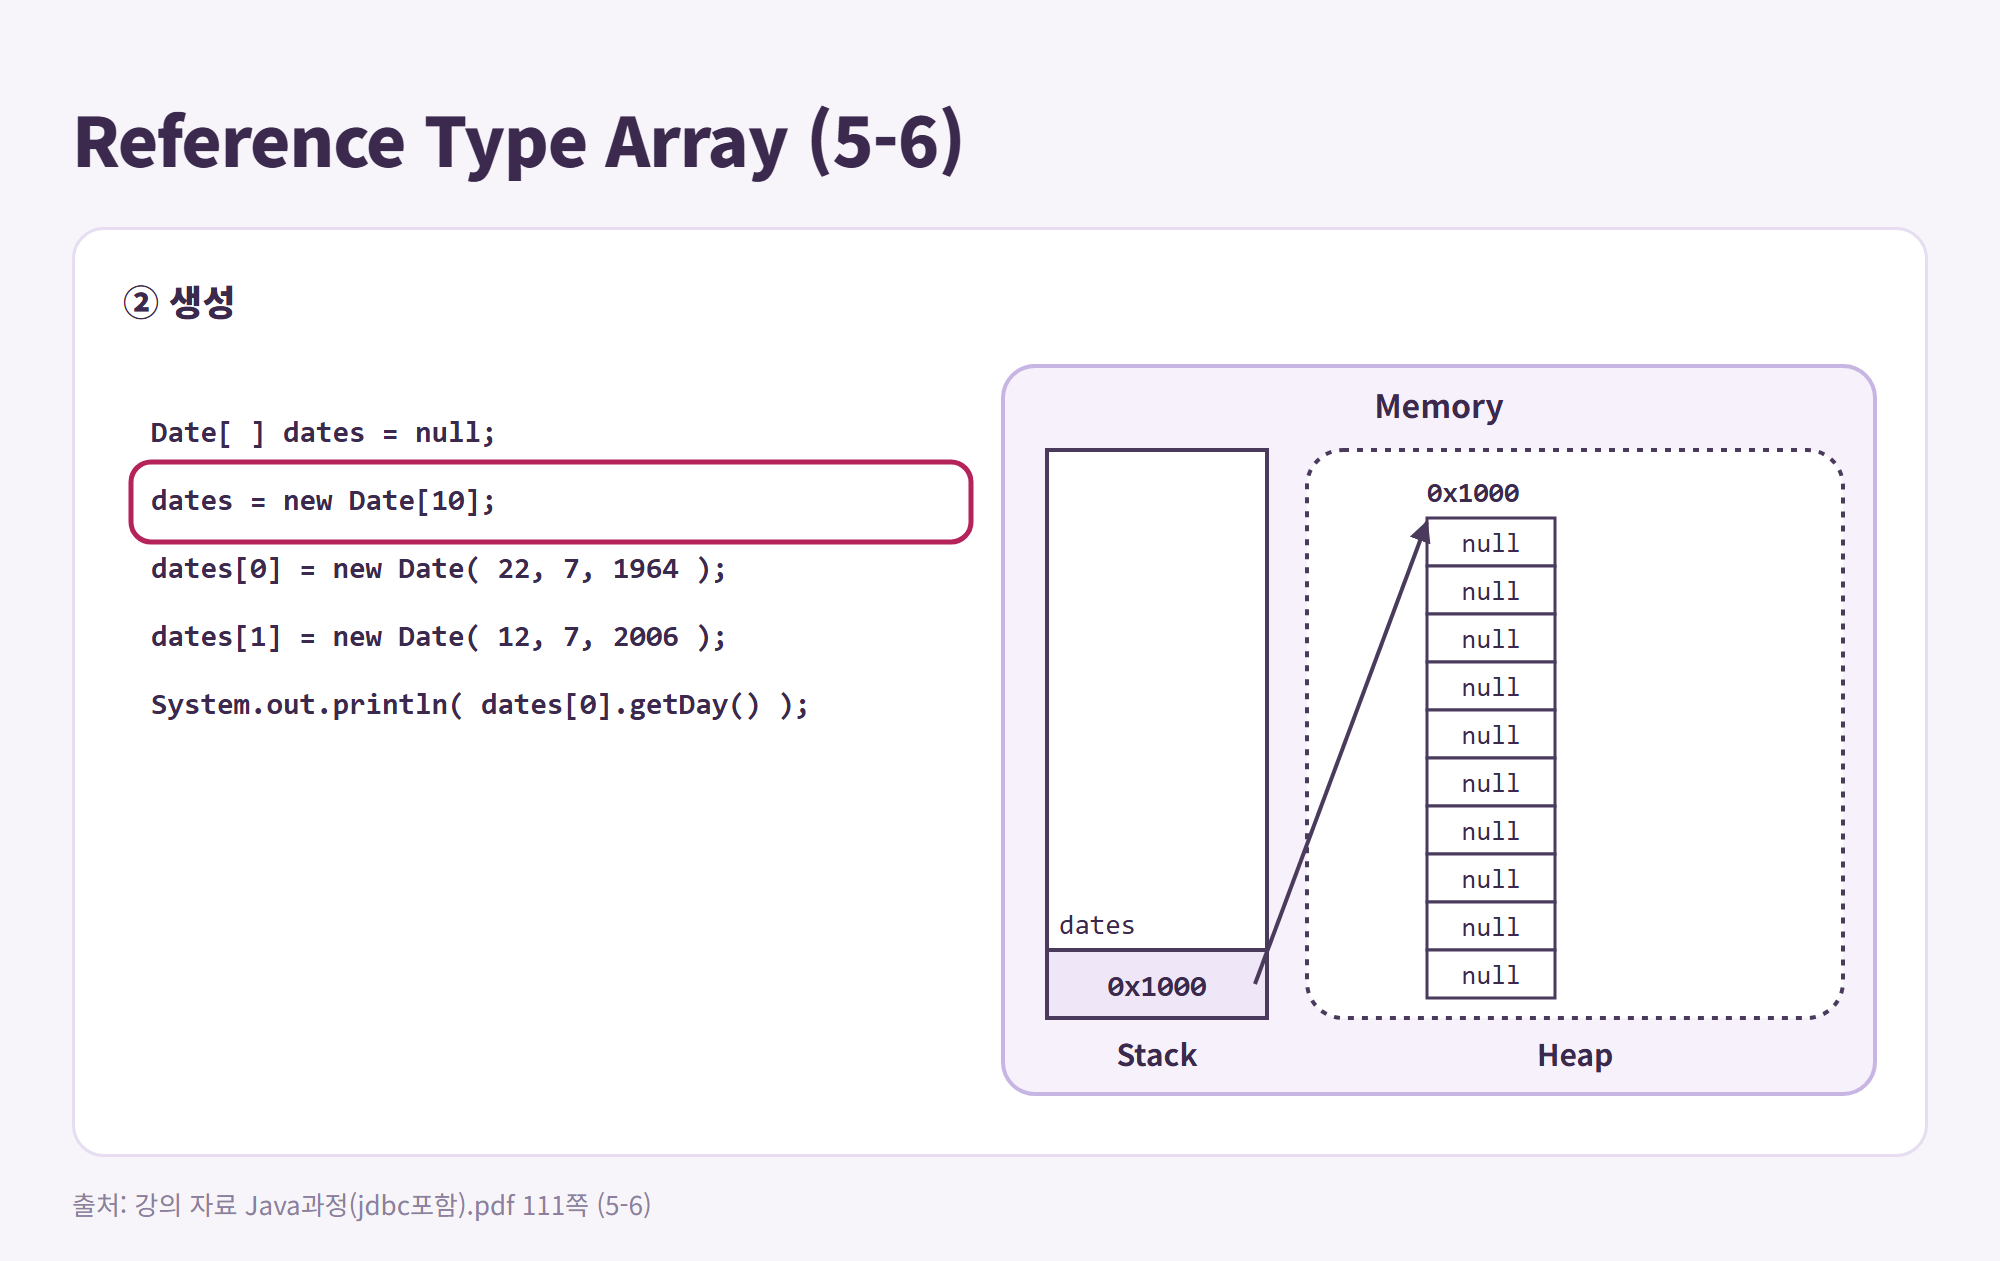 Reference Type Array (5-6)
② 생성
Date[ ] dates = null;
dates = new Date[10];
dates[0] = new Date( 22, 7, 1964 );
dates[1] = new Date( 12, 7, 2006 );
System.out.println( dates[0].getDay() );
Memory
0x1000
null
null
null
null
null
null
null
null
null
null
dates
0x1000
Stack
Heap
출처: 강의 자료 Java과정(jdbc포함).pdf 111쪽 (5-6)